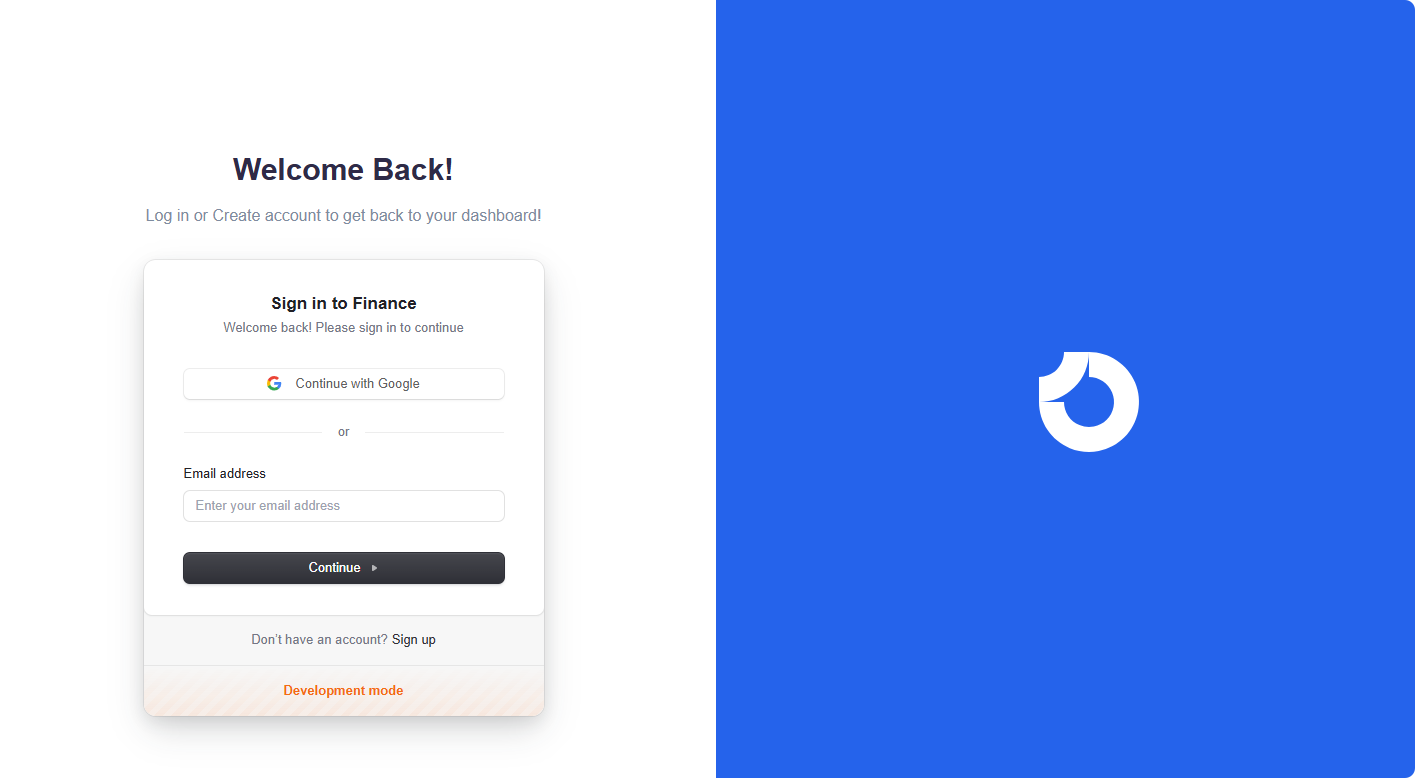 Welcome Back!
Log in or Create account to get back to your dashboard!
Sign in to Finance
Welcome back! Please sign in to continue
Continue with Google
or
Email address
Enter your email address
Continue
Don’t have an account? Sign up
Development mode